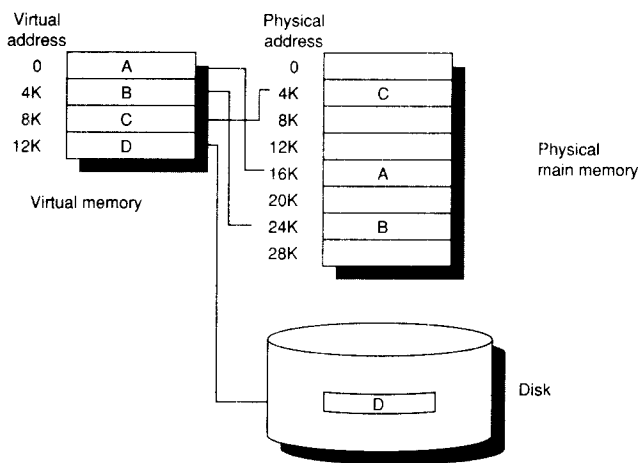 Virtual
address
0
A
4K
B
8K
C
12K
D
Virtual memory
Physical
address
0
4K
C
8K
12K
16K
A
20K
24K
B
28K
Physical
main memory
D
Disk